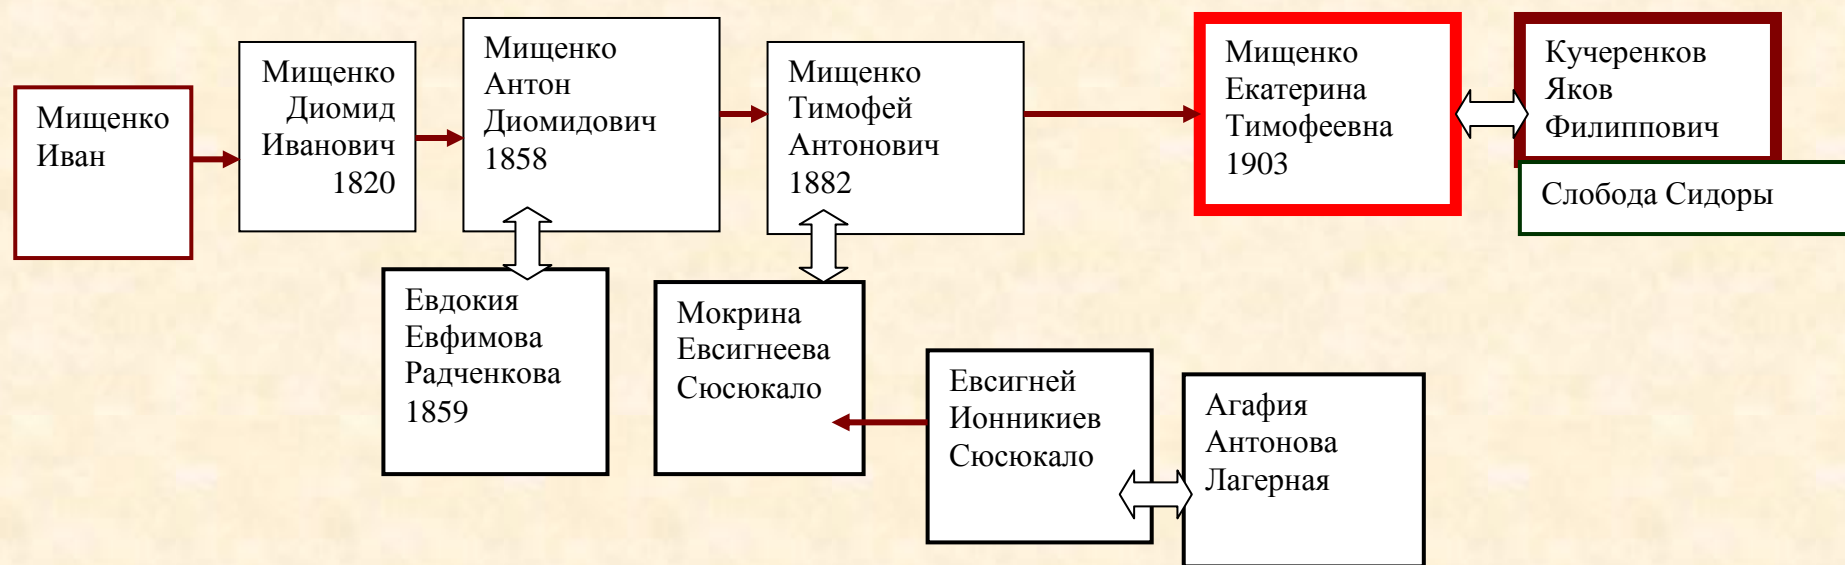 Мищенко
Иван
Мищенко
Диомид
Иванович
1820
Мищенко
Антон
Диомидович
1858
Мищенко
Тимофей
Антонович
1882
Мищенко
Екатерина
Тимофеевна
1903
Кучеренков
Яков
Филиппович
Слобода Сидоры
Евдокия
Евфимова
Радченкова
1859
Мокрина
Евсигнеева
Сюсюкало
Евсигней
Ионникиев
Сюсюкало
Агафия
Антонова
Лагерная